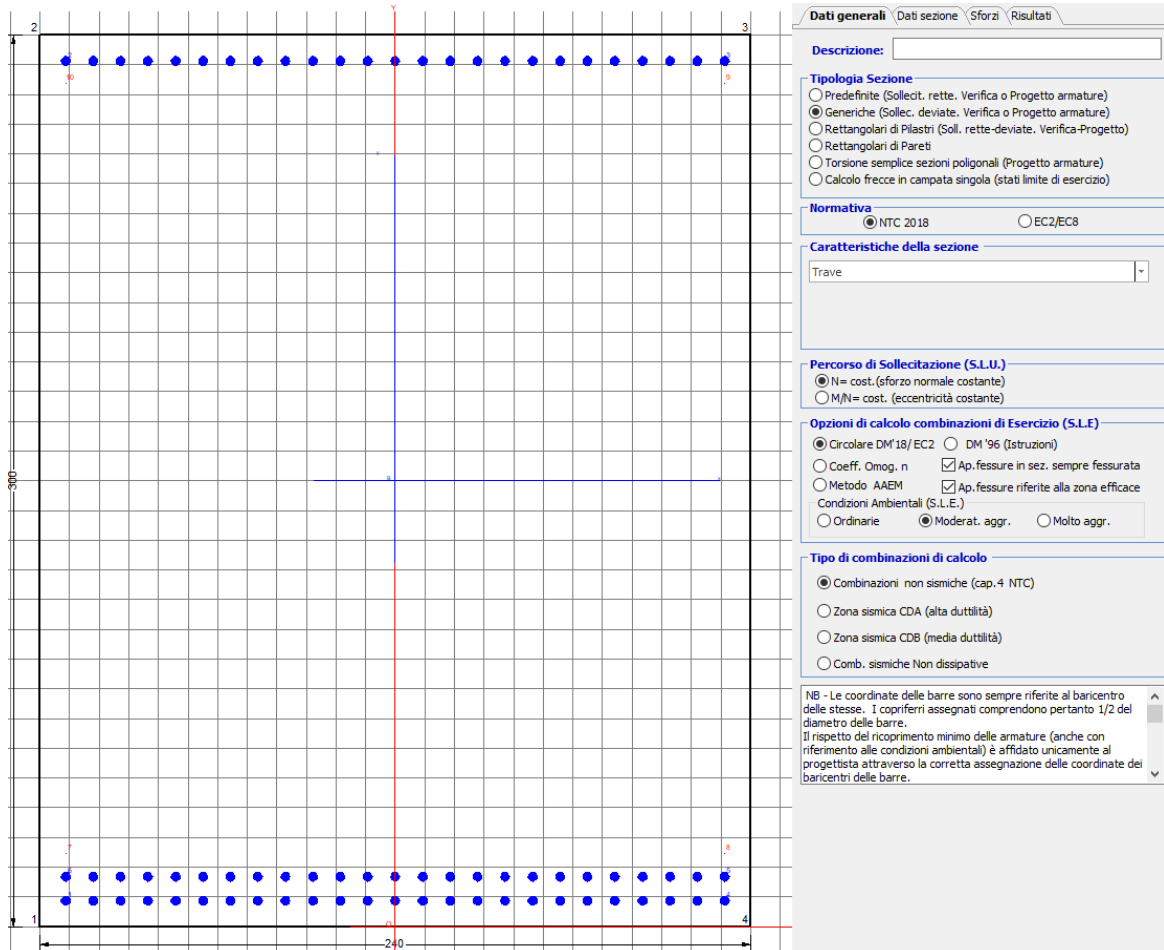 Y
2
3
10
9
300
7
8
1
4
240
Dati generali
Dati sezione
Sforzi
Risultati
Descrizione:
Tipologia Sezione
Predefinite (Sollecit. rette. Verifica o Progetto armature)
Generiche (Sollec. deviate. Verifica o Progetto armature)
Rettangolari di Pilastri (Soll. rette-deviate. Verifica-Progetto)
Rettangolari di Pareti
Torsione semplice sezioni poligonali (Progetto armature)
Calcolo frecce in campata singola (stati limite di esercizio)
Normativa
NTC 2018
EC2/EC8
Caratteristiche della sezione
Trave
Percorso di Sollecitazione (S.L.U.)
N= cost.(sforzo normale costante)
M/N= cost. (eccentricità costante)
Opzioni di calcolo combinazioni di Esercizio (S.L.E)
Circolare DM'18/ EC2
DM '96 (Istruzioni)
Coeff. Omog. n
Ap.fessure in sez. sempre fessurata
Metodo AAEM
Ap.fessure riferite alla zona efficace
Condizioni Ambientali (S.L.E.)
Ordinarie
Moderat. aggr.
Molto aggr.
Tipo di combinazioni di calcolo
Combinazioni non sismiche (cap.4 NTC)
Zona sismica CDA (alta duttilità)
Zona sismica CDB (media duttilità)
Comb. sismiche Non dissipative
NB - Le coordinate delle barre sono sempre riferite al baricentro
delle stesse. I copriferri assegnati comprendono pertanto 1/2 del
diametro delle barre.
Il rispetto del ricoprimento minimo delle armature (anche con
riferimento alle condizioni ambientali) è affidato unicamente al
progettista attraverso la corretta assegnazione delle coordinate dei
baricentri delle barre.